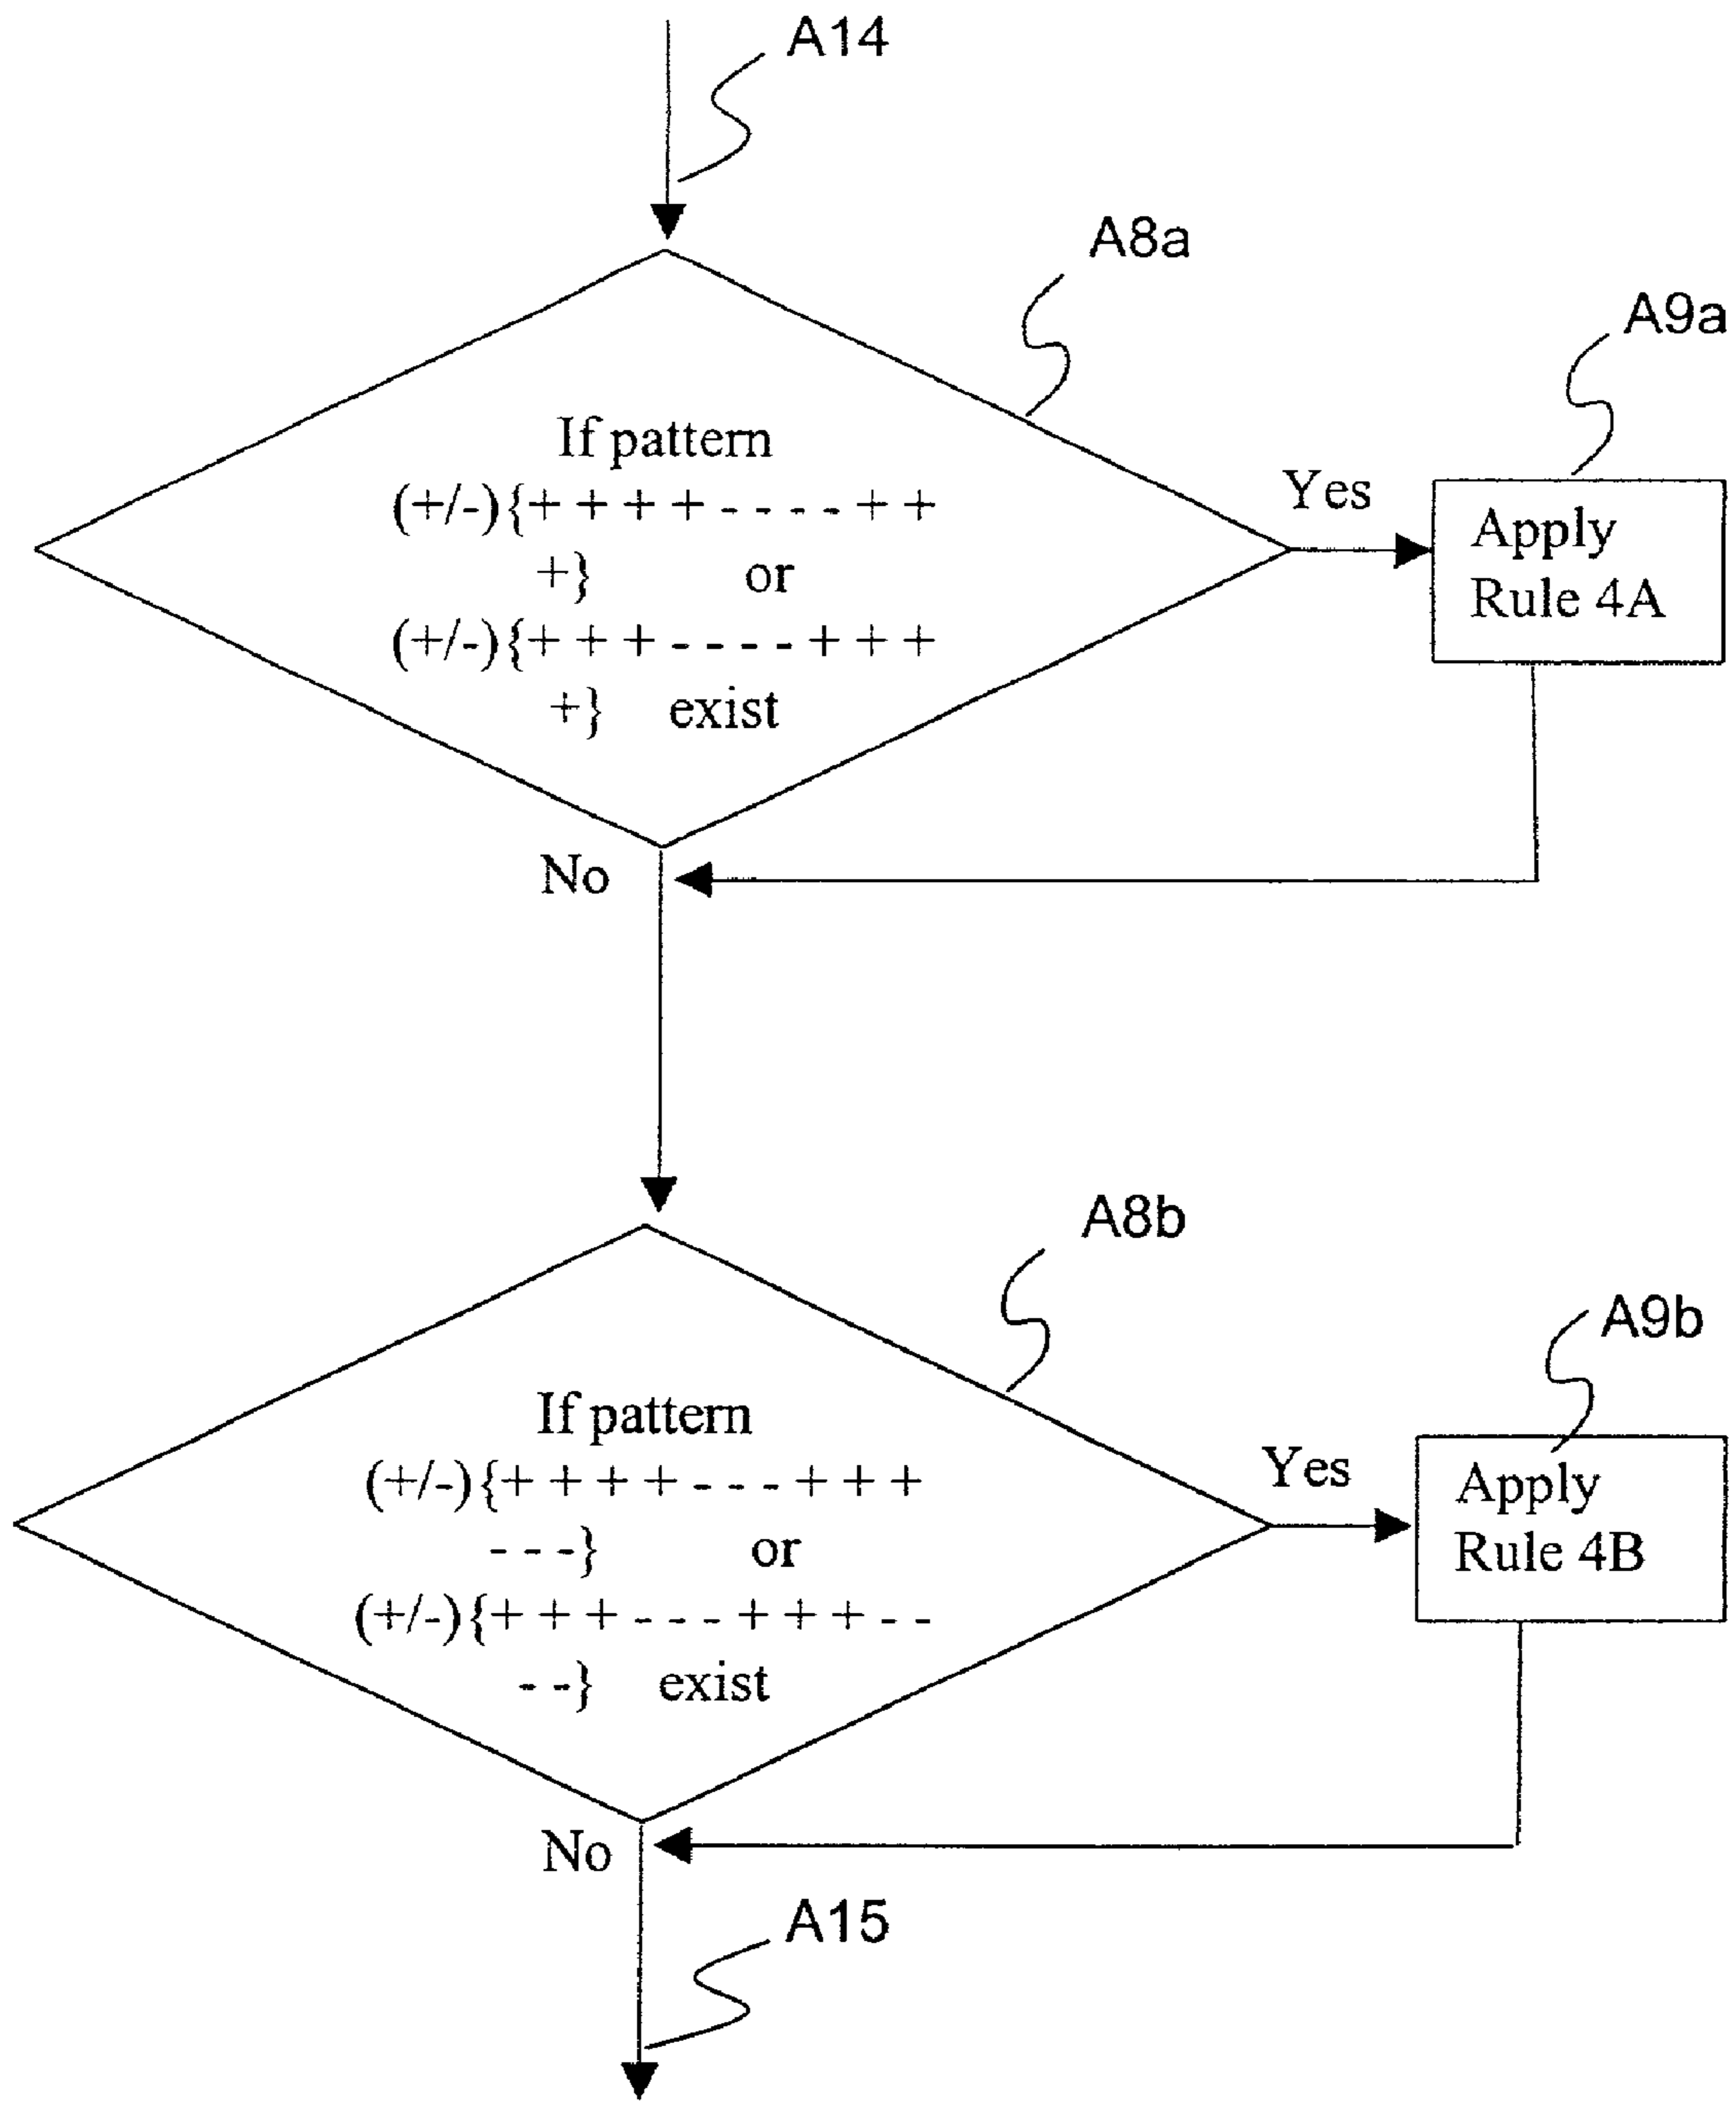 A14
A8a
A9a
If pattern
(+/-){+ + + + - - - - + +
+} or
(+/-){+ + + - - - - + + +
+} exist
Yes
Apply
Rule 4A
No
A8b
A9b
If pattern
(+/-){+ + + + - - - + + +
- - -} or
(+/-){+ + + - - - + + + - -
- -} exist
Yes
Apply
Rule 4B
No
A15